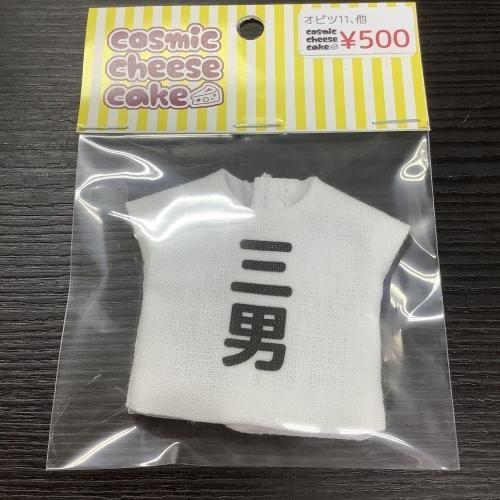 cosmic
cheese
cake
オビツ11、他
cosmic
cheese
cake
¥500
三
男